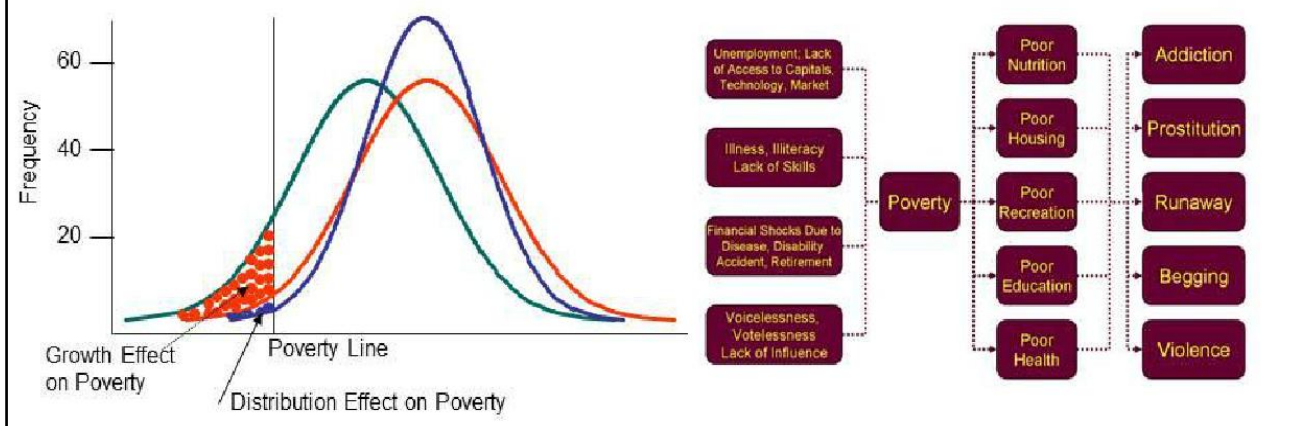 60
40
20
Frequency
Growth Effect
on Poverty
Poverty Line
Distribution Effect on Poverty
Unemployment; Lack
of Access to Capitals,
Technology, Market
Illness, Illiteracy
Lack of Skills
Financial Shocks Due to
Disease, Disability
Accident, Retirement
Voicelessness,
Votelessness
Lack of Influence
Poverty
Poor
Nutrition
Poor
Housing
Poor
Recreation
Poor
Education
Poor
Health
Addiction
Prostitution
Runaway
Begging
Violence